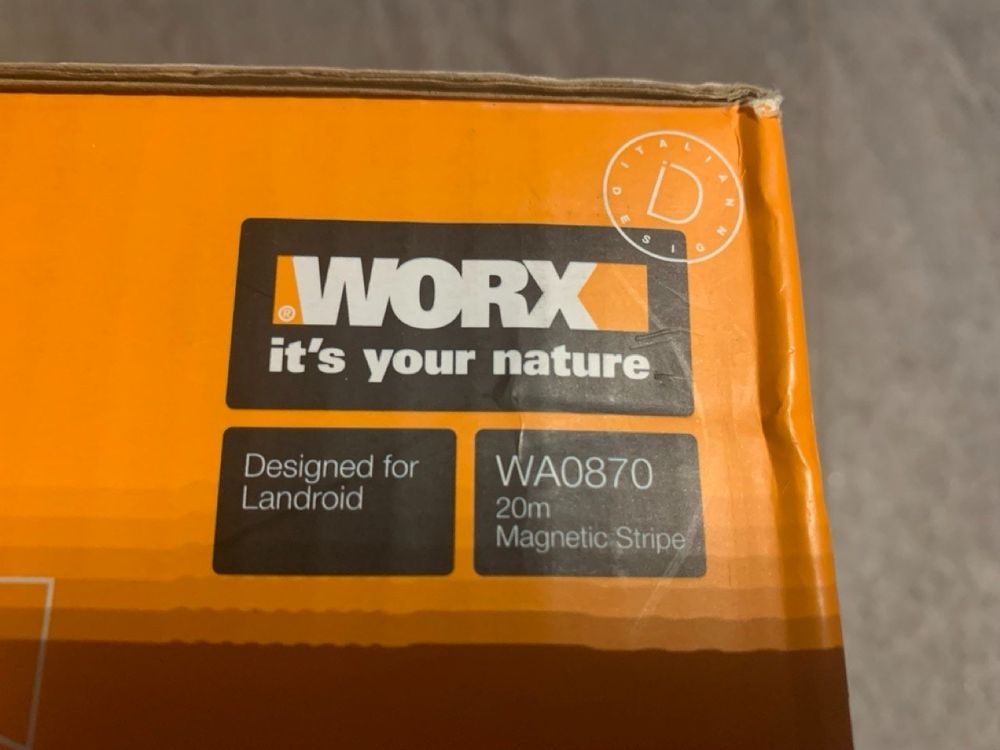 ITALIAN DESIGN
D
®WORX
it's your nature
Designed for
Landroid
WA0870
20m
Magnetic Stripe